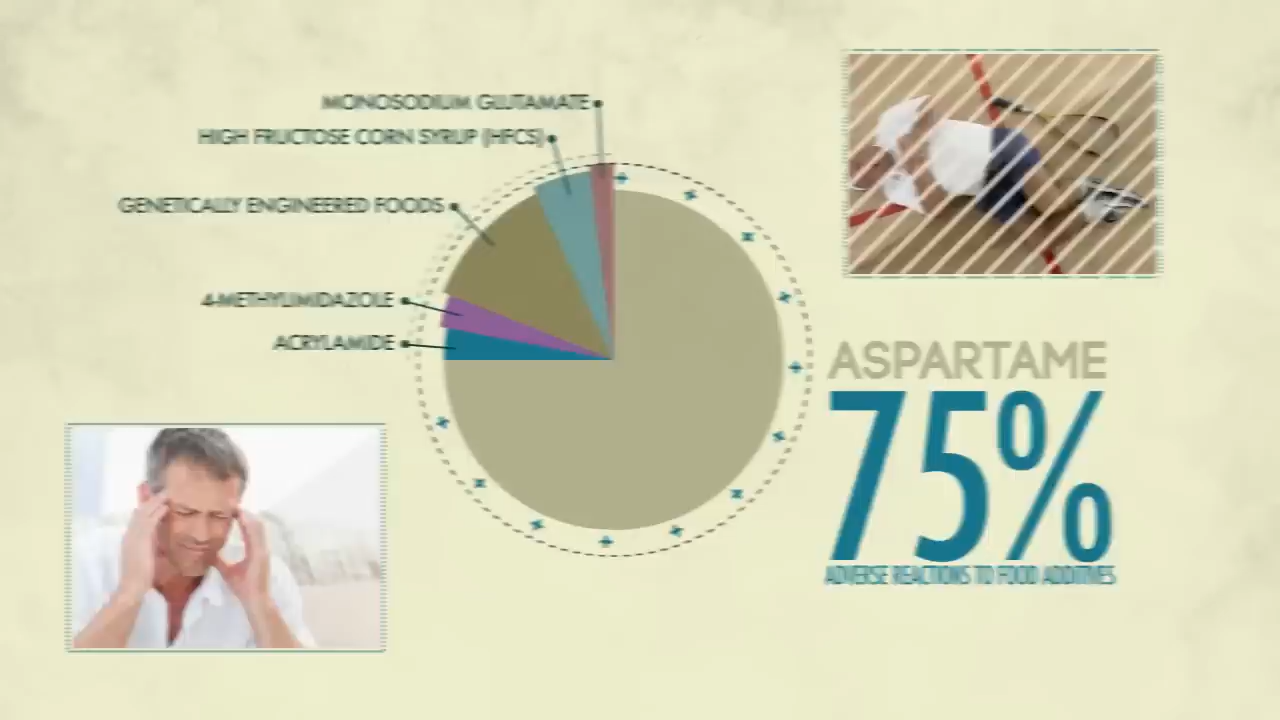 MONOSODIUM GLUTAMATE
HIGH FRUCTOSE CORN SYRUP (HFCS)
GENETICALLY ENGINEERED FOODS
4-METHYLIMIDAZOLE
ACRYLAMIDE
ASPARTAME
75%
ADVERSE REACTIONS TO FOOD ADDITIVES